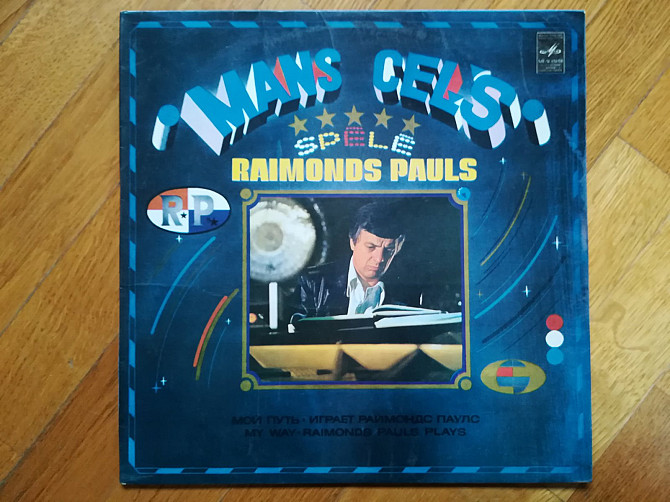 MANS CEĻŠ
SPĒLĒ
RAIMONDS PAULS
R★P★
МОЙ ПУТЬ • ИГРАЕТ РАЙМОНДС ПАУЛС
MY WAY • RAIMONDS PAULS PLAYS